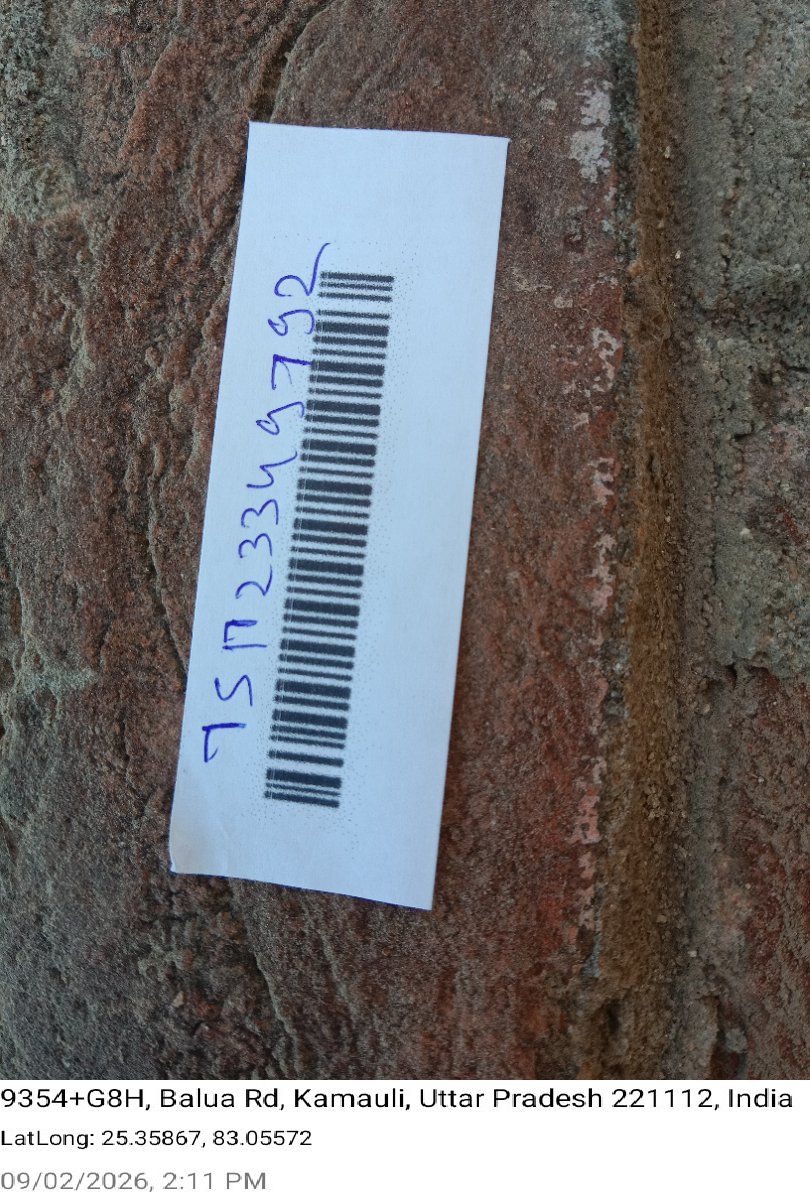 751723349792
9354+G8H, Balua Rd, Kamauli, Uttar Pradesh 221112, India
LatLong: 25.35867, 83.05572
09/02/2026, 2:11 PM